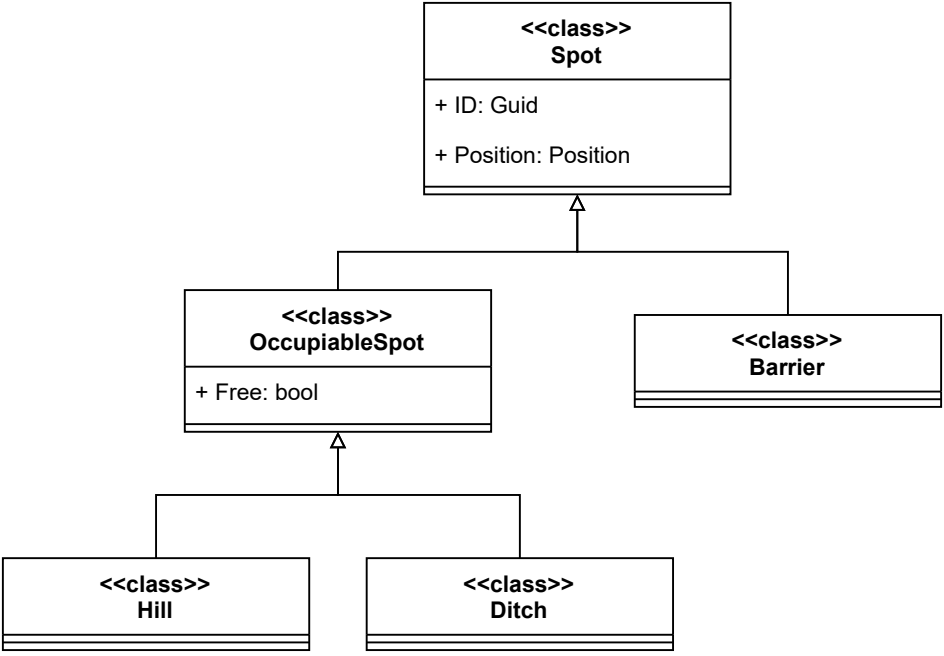 <<class>>
Spot
+ ID: Guid
+ Position: Position
<<class>>
OccupiableSpot
+ Free: bool
<<class>>
Barrier
<<class>>
Hill
<<class>>
Ditch